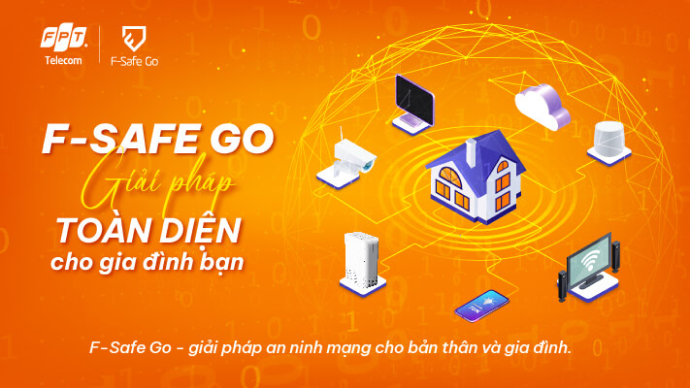 FPT
Telecom
F-Safe Go
F-SAFE GO
Giải pháp
TOÀN DIỆN
cho gia đình bạn
F-Safe Go - giải pháp an ninh mạng cho bản thân và gia đình.